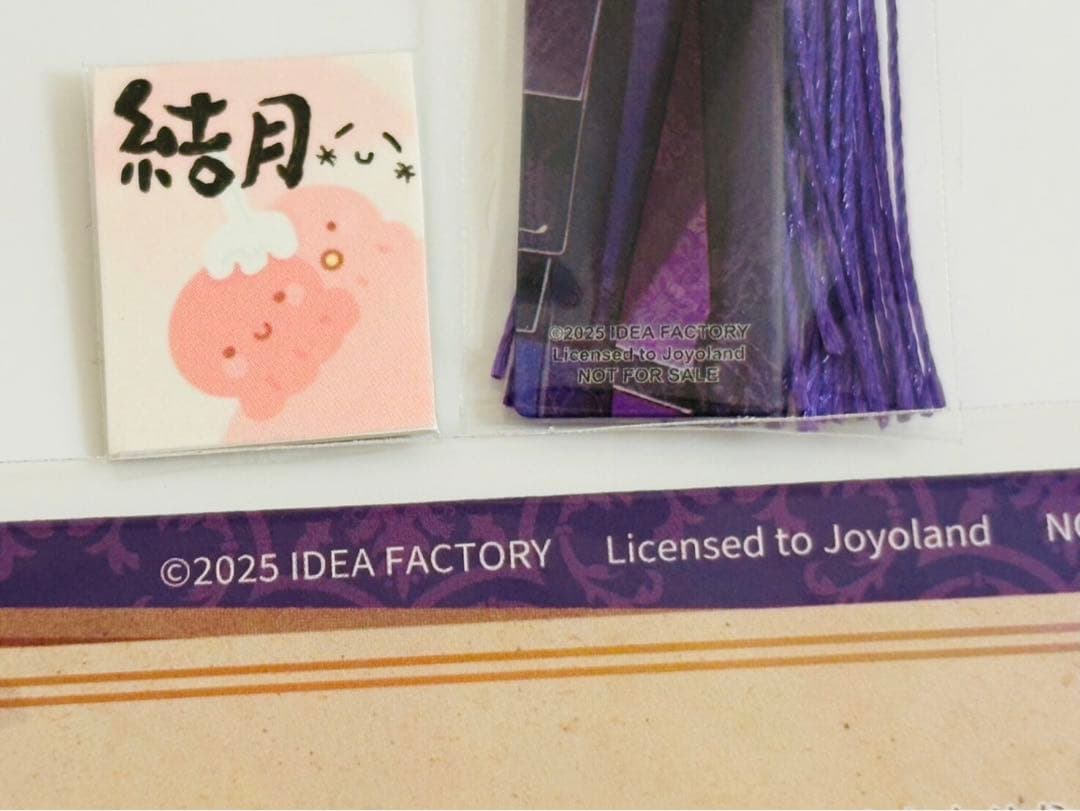 結月
©2025 IDEA FACTORY
Licensed to Joyoland
NOT FOR SALE
©2025 IDEA FACTORY Licensed to Joyoland